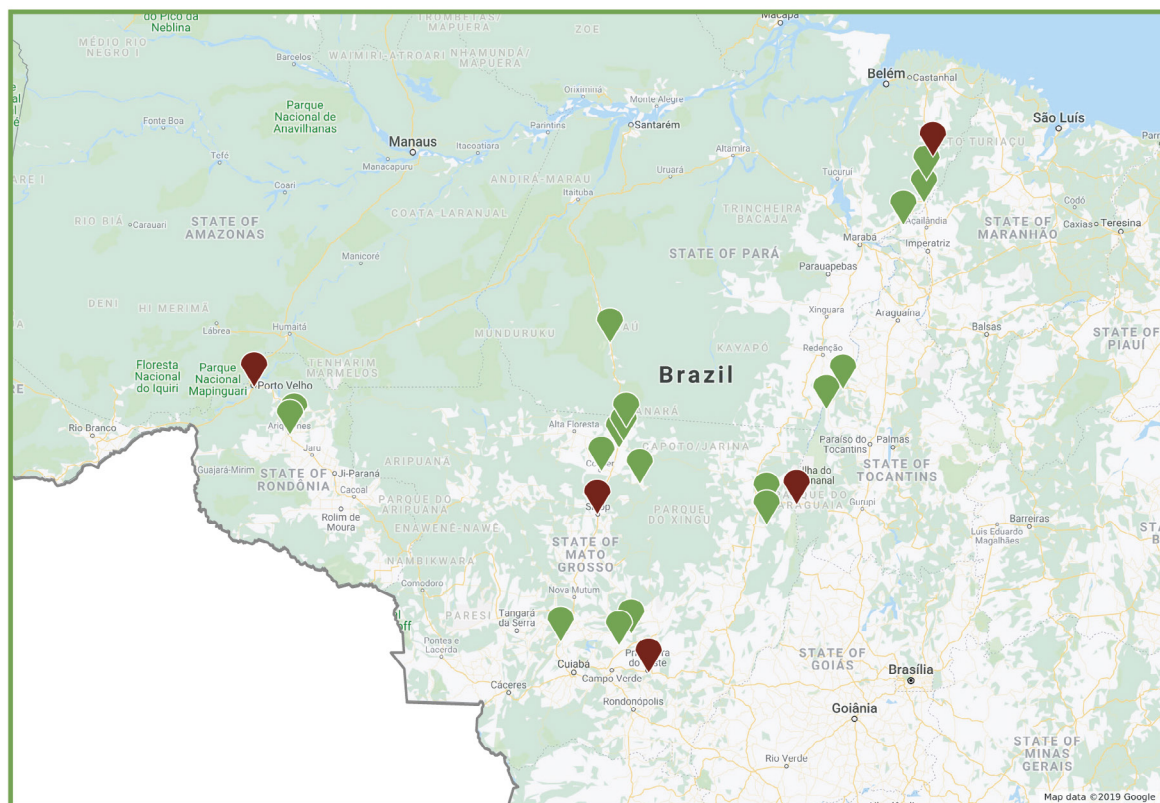 do Pico da
Neblina
TROMBETAS/
MAPUERA
ZOE
Macapá
MÉDIO RIO
NEGRO I
Barcelos
WAIMIRI-ATROARI
NHAMUNDÁ/
MAPUERA
Belém
Castanhal
Parque
Nacional de
Anavilhanas
Oriximiná
Monte Alegre
Fonte Boa
Manaus
Parintins
Santarém
São Luís
TO TURIAÇU
Itacoatiara
Altamira
Tefé
Manacapuru
Uruará
Tucuruí
Coari
ANDIRÁ-MARAU
Itaituba
RIO BIÁ
Carauari
STATE OF
AMAZONAS
COATA LARANJAL
TRINCHEIRA
BACAJA
Açailândia
STATE OF
MARANHÃO
Codó
Caxias
Teresina
Marabá
Imperatriz
Manicoré
STATE OF PARÁ
Parauapebas
DENI
HI MERIMÃ
Xinguara
Araguaína
Lábrea
Humaitá
MUNDURUKU
AU
Balsas
STATE OF
PIAUÍ
Floresta
Nacional
do Iquiri
Parque
Nacional
Mapinguari
TENHARIM
MARMELOS
KAYAPÓ
Redenção
Porto Velho
Brazil
Rio Branco
Alta Floresta
PANARA
Jaru
CAPOTO/JARINA
Paraíso do
Tocantins
Palmas
Guajará-Mirim
STATE OF
RONDÔNIA
Ji-Paraná
ARIPUANÃ
STATE OF
TOCANTINS
Cacoal
PARQUE DO
ARIPUANÃ
Rolim de
Moura
PARQUE
DO XINGU
Gurupi
ENAWENÊ-NAWÊ
Barreiras
Luis Eduardo
Magalhães
NAMBIKWARA
STATE OF
MATO
GROSSO
Comodoro
Nova Mutum
PARESI
Tangará
da Serra
Pontes e
Lacerda
STATE OF
GOIÁS
Cuiabá
Campo Verde
Brasília
Cáceres
Rondonópolis
Goiânia
STATE OF
MINAS
GERAIS
Rio Verde
Map data ©2019 Google